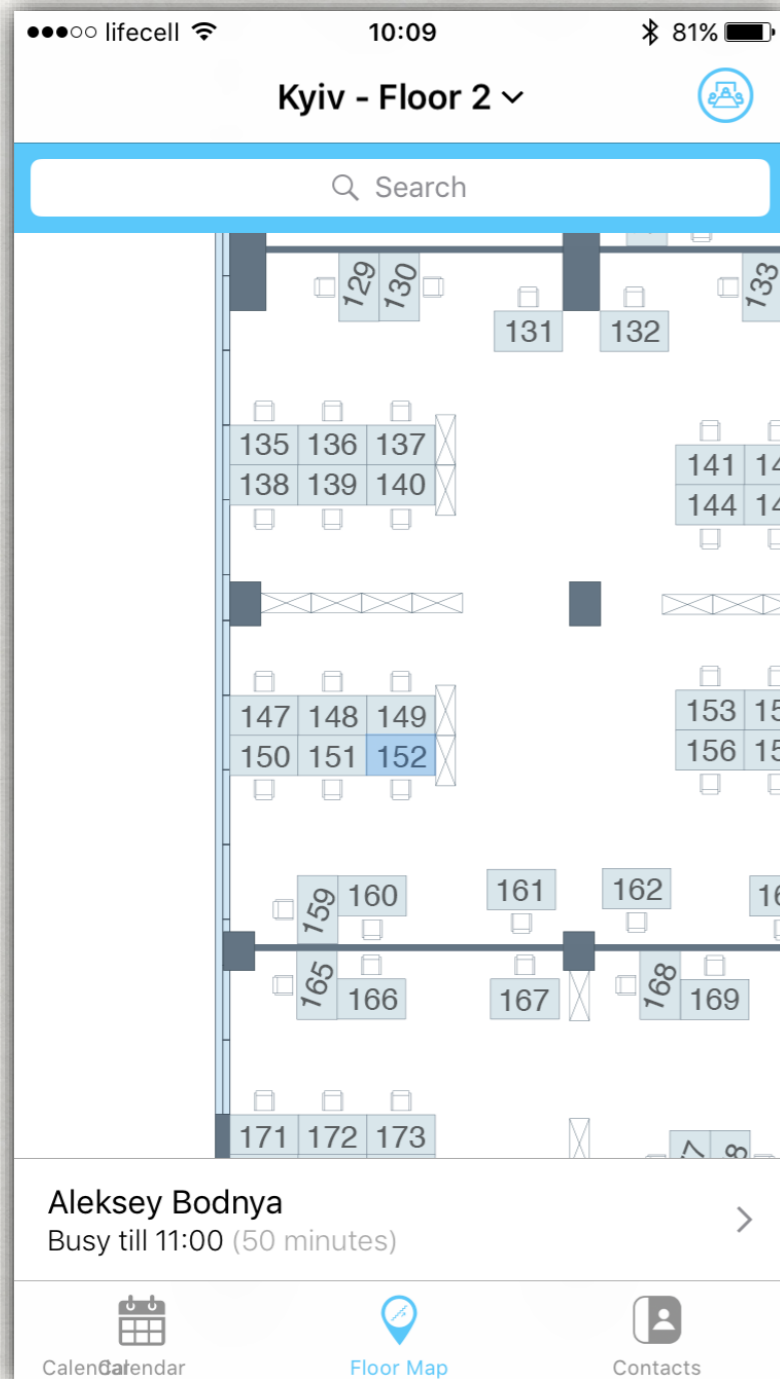 lifecell 10:09 81%
Kyiv - Floor 2
Search
129 130 133
131 132
135 136 137
138 139 140
141
144
147 148 149
150 151 152
153
156
159 160 161 162
165 166 167 168 169
171 172 173
Aleksey Bodnya
Busy till 11:00 (50 minutes)
Calendar Calendar Floor Map Contacts